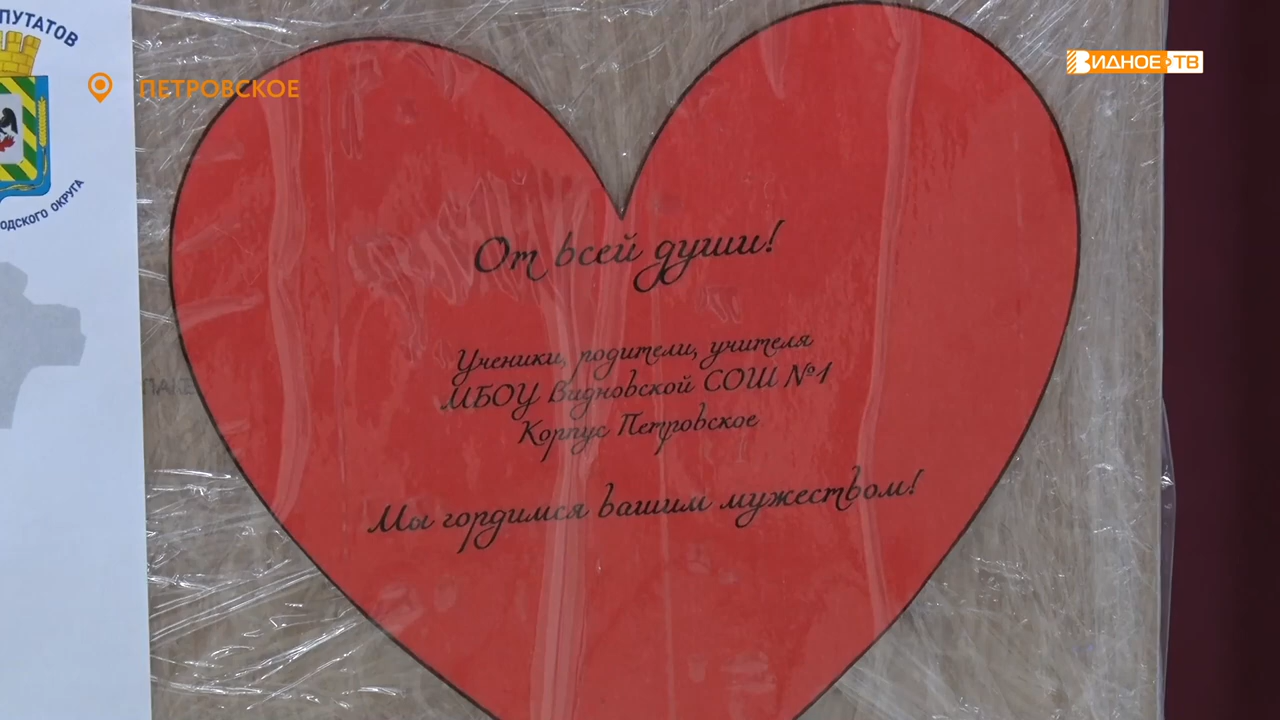 ПУТАТОВ
ОДСКОГО ОКРУГА
ПЕТРОВСКОЕ
ВИДНОЕ ТВ
От всей души!
Ученики, родители, учителя
МБОУ Видновской СОШ №1
Корпус Петровское
Мы гордимся вашим мужеством!